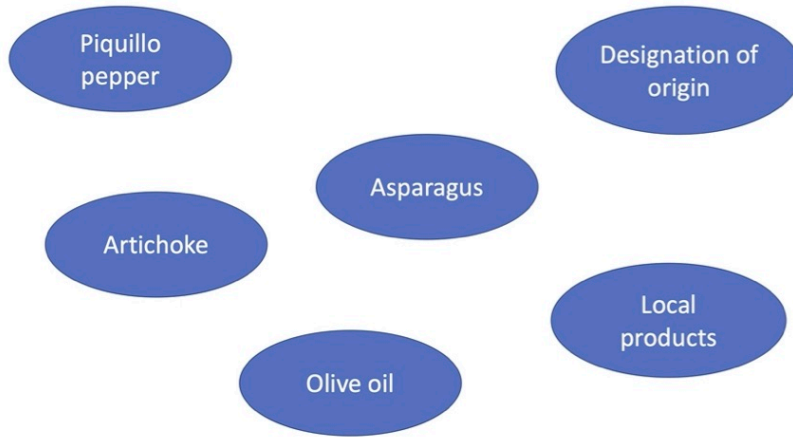 Piquillo
pepper
Designation of
origin
Asparagus
Artichoke
Local
products
Olive oil